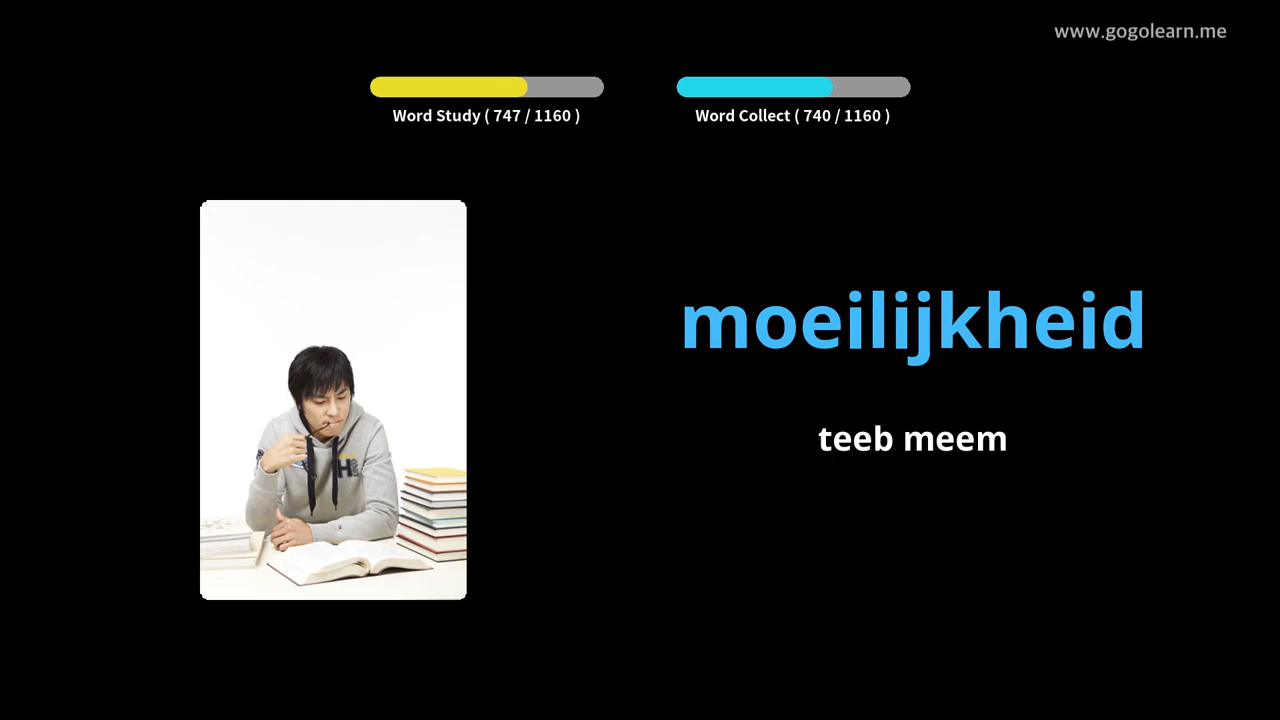 www.gogolearn.me
Word Study ( 747 / 1160 )
Word Collect ( 740 / 1160 )
moeilijkheid
teeb meem
H